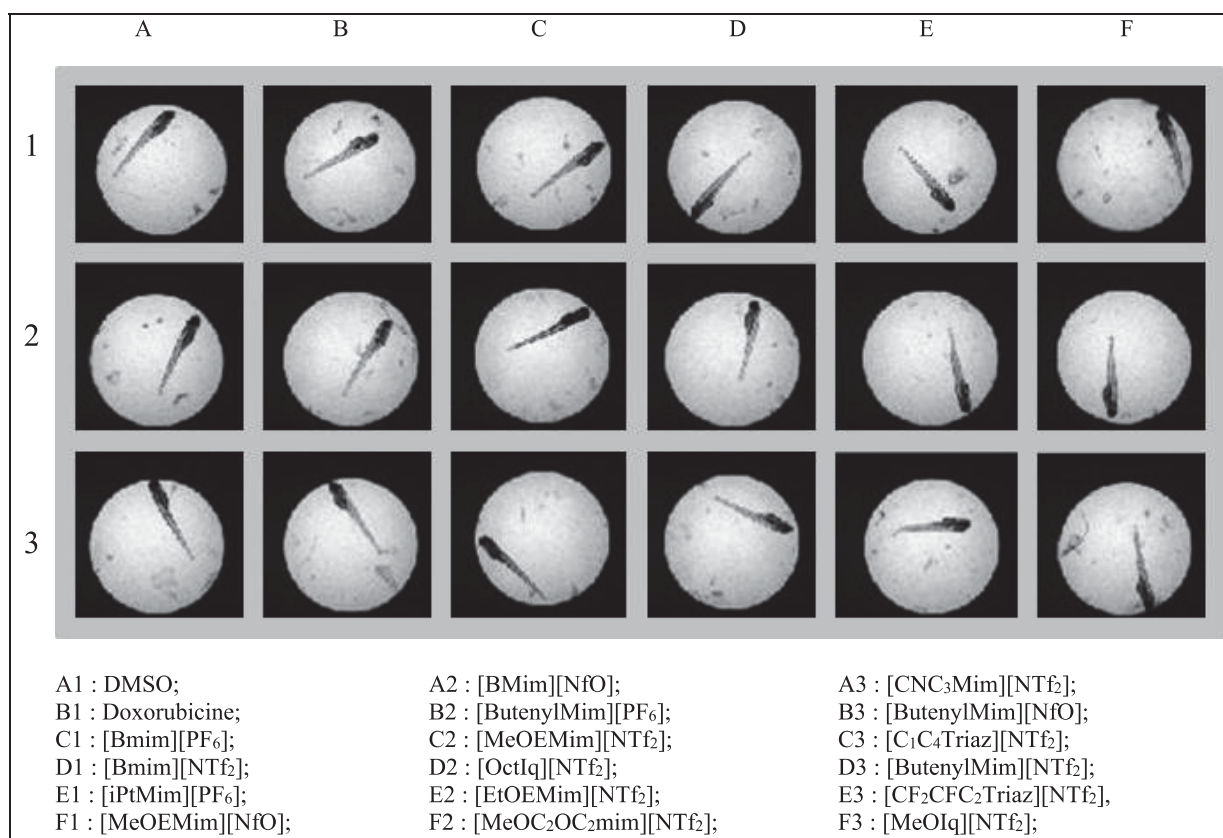 A B C D E F
1
2
3
A1 : DMSO; A2 : [BMim][NfO]; A3 : [CNC₃Mim][NTf₂];
B1 : Doxorubicine; B2 : [ButenylMim][PF₆]; B3 : [ButenylMim][NfO];
C1 : [Bmim][PF₆]; C2 : [MeOEMim][NTf₂]; C3 : [C₁C₄Triaz][NTf₂];
D1 : [Bmim][NTf₂]; D2 : [OctIq][NTf₂]; D3 : [ButenylMim][NTf₂];
E1 : [iPtMim][PF₆]; E2 : [EtOEMim][NTf₂]; E3 : [CF₂CFC₂Triaz][NTf₂],
F1 : [MeOEMim][NfO]; F2 : [MeOC₂OC₂mim][NTf₂]; F3 : [MeOIq][NTf₂];